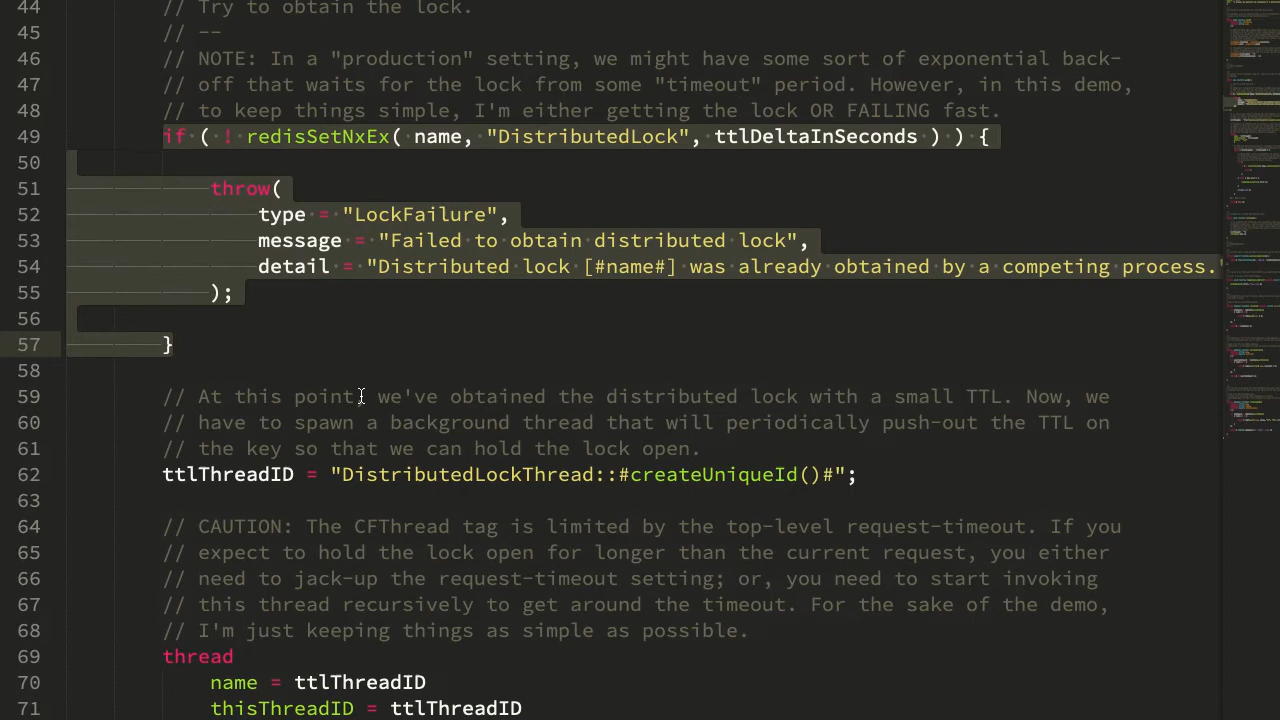 44 // Try to obtain the lock.
45 // --
46 // NOTE: In a "production" setting, we might have some sort of exponential back-
47 // off that waits for the lock from some "timeout" period. However, in this demo,
48 // to keep things simple, I'm either getting the lock OR FAILING fast.
49 if ( ! redisSetNxEx( name, "DistributedLock", ttlDeltaInSeconds ) ) {
50
51 throw(
52 type = "LockFailure",
53 message = "Failed to obtain distributed lock",
54 detail = "Distributed lock [#name#] was already obtained by a competing process.
55 );
56
57 }
58
59 // At this point, we've obtained the distributed lock with a small TTL. Now, we
60 // have to spawn a background thread that will periodically push-out the TTL on
61 // the key so that we can hold the lock open.
62 ttlThreadID = "DistributedLockThread::#createUniqueId()#";
63
64 // CAUTION: The CFThread tag is limited by the top-level request-timeout. If you
65 // expect to hold the lock open for longer than the current request, you either
66 // need to jack-up the request-timeout setting; or, you need to start invoking
67 // this thread recursively to get around the timeout. For the sake of the demo,
68 // I'm just keeping things as simple as possible.
69 thread
70 name = ttlThreadID
71 thisThreadID = ttlThreadID